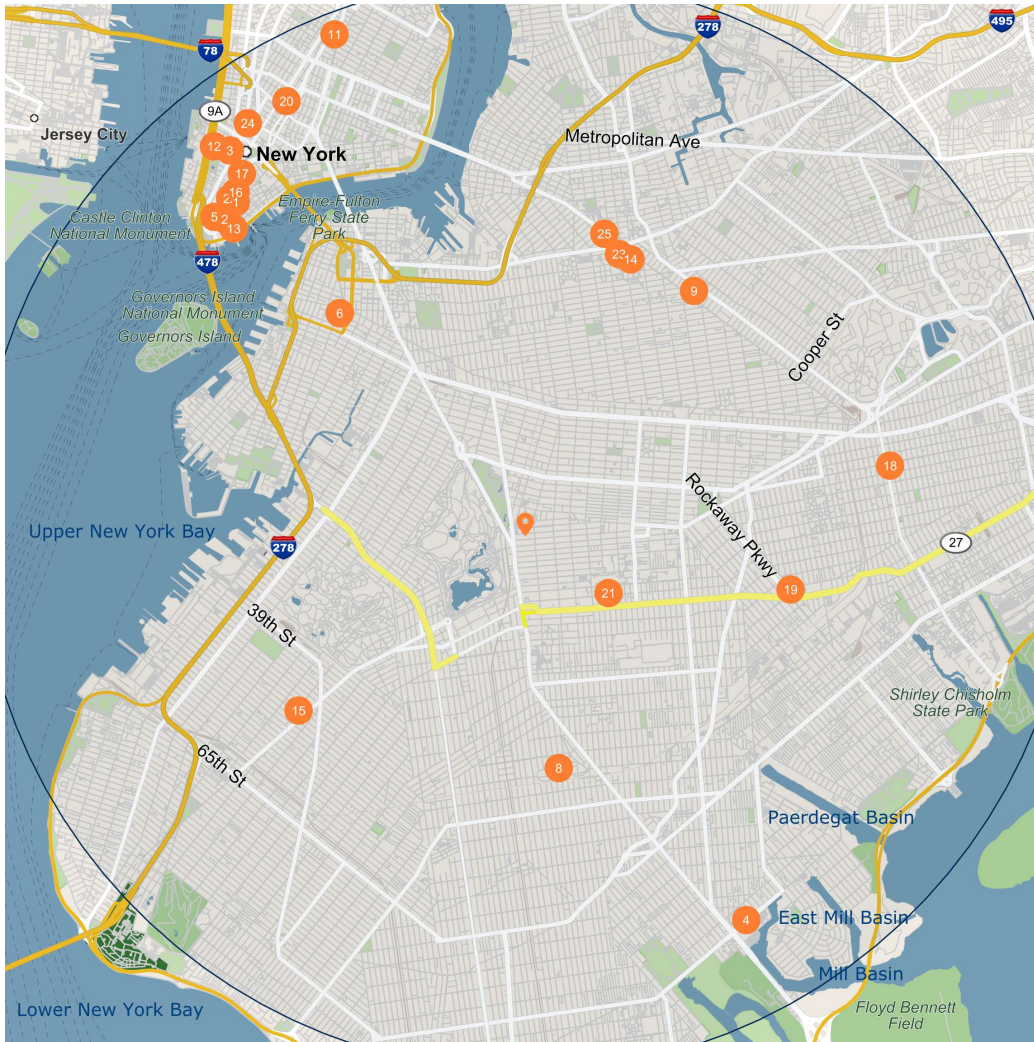 11
278
495
78
20
9A
24
Jersey City
Metropolitan Ave
12
3
New York
17
16
2
1
Empire-Fulton
Ferry State
Park
Castle Clinton
National Monument
5
2
13
25
23
14
478
9
Governors Island
National Monument
Governors Island
6
Cooper St
18
Rockaway Pkwy
Upper New York Bay
278
27
21
19
39th St
Shirley Chisholm
State Park
15
65th St
8
Paerdegat Basin
4
East Mill Basin
Mill Basin
Lower New York Bay
Floyd Bennett
Field